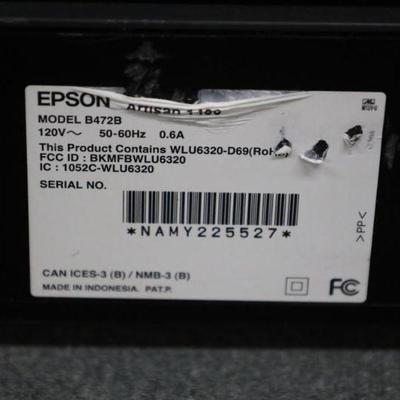 EPSON Artisan
MODEL B472B
120V~ 50-60Hz 0.6A
This Product Contains WLU6320-D69(RoH
FCC ID : BKMFBWLU6320
IC : 1052C-WLU6320
SERIAL NO.
*NAMY225527*
>PP<
CAN ICES-3 (B) / NMB-3 (B)
MADE IN INDONESIA. PAT.P.
FC